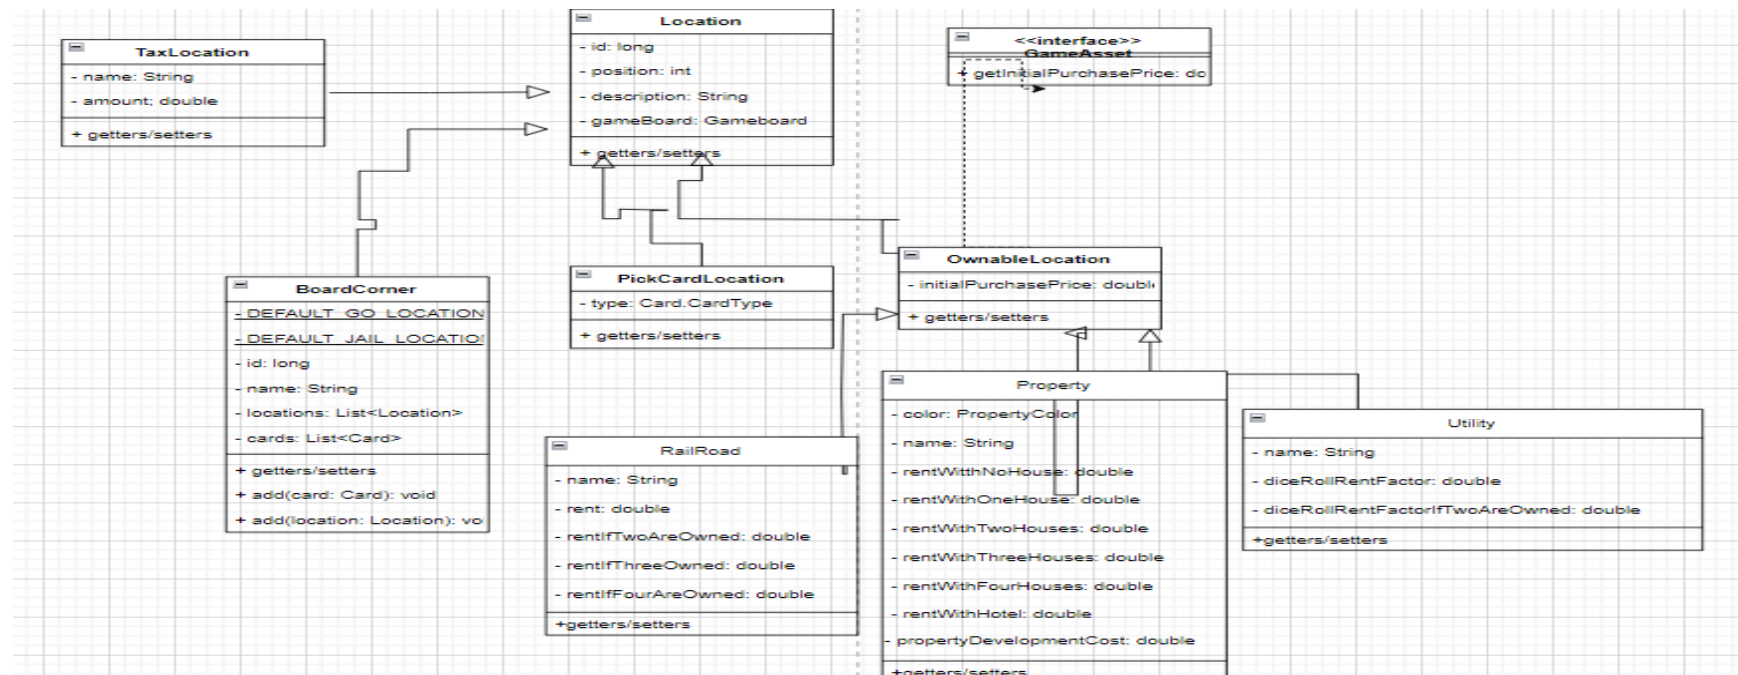 TaxLocation
- name: String
- amount; double
+ getters/setters
Location
- id: long
- position: int
- description: String
- gameBoard: Gameboard
+ getters/setters
<<interface>>
GameAsset
+ getInitialPurchasePrice: do
BoardCorner
- DEFAULT_GO_LOCATION
- DEFAULT_JAIL_LOCATIO
- id: long
- name: String
- locations: List<Location>
- cards: List<Card>
+ getters/setters
+ add(card: Card): void
+ add(location: Location): vo
PickCardLocation
- type: Card.CardType
+ getters/setters
OwnableLocation
- initialPurchasePrice: double
+ getters/setters
RailRoad
- name: String
- rent: double
- rentIfTwoAreOwned: double
- rentIfThreeOwned: double
- rentIfFourAreOwned: double
+getters/setters
Property
- color: PropertyColor
- name: String
- rentWitthNoHouse: double
- rentWithOneHouse: double
- rentWithTwoHouses: double
- rentWithThreeHouses: double
- rentWithFourHouses: double
- rentWithHotel: double
- propertyDevelopmentCost: double
+getters/setters
Utility
- name: String
- diceRollRentFactor: double
- diceRollRentFactorIfTwoAreOwned: double
+getters/setters